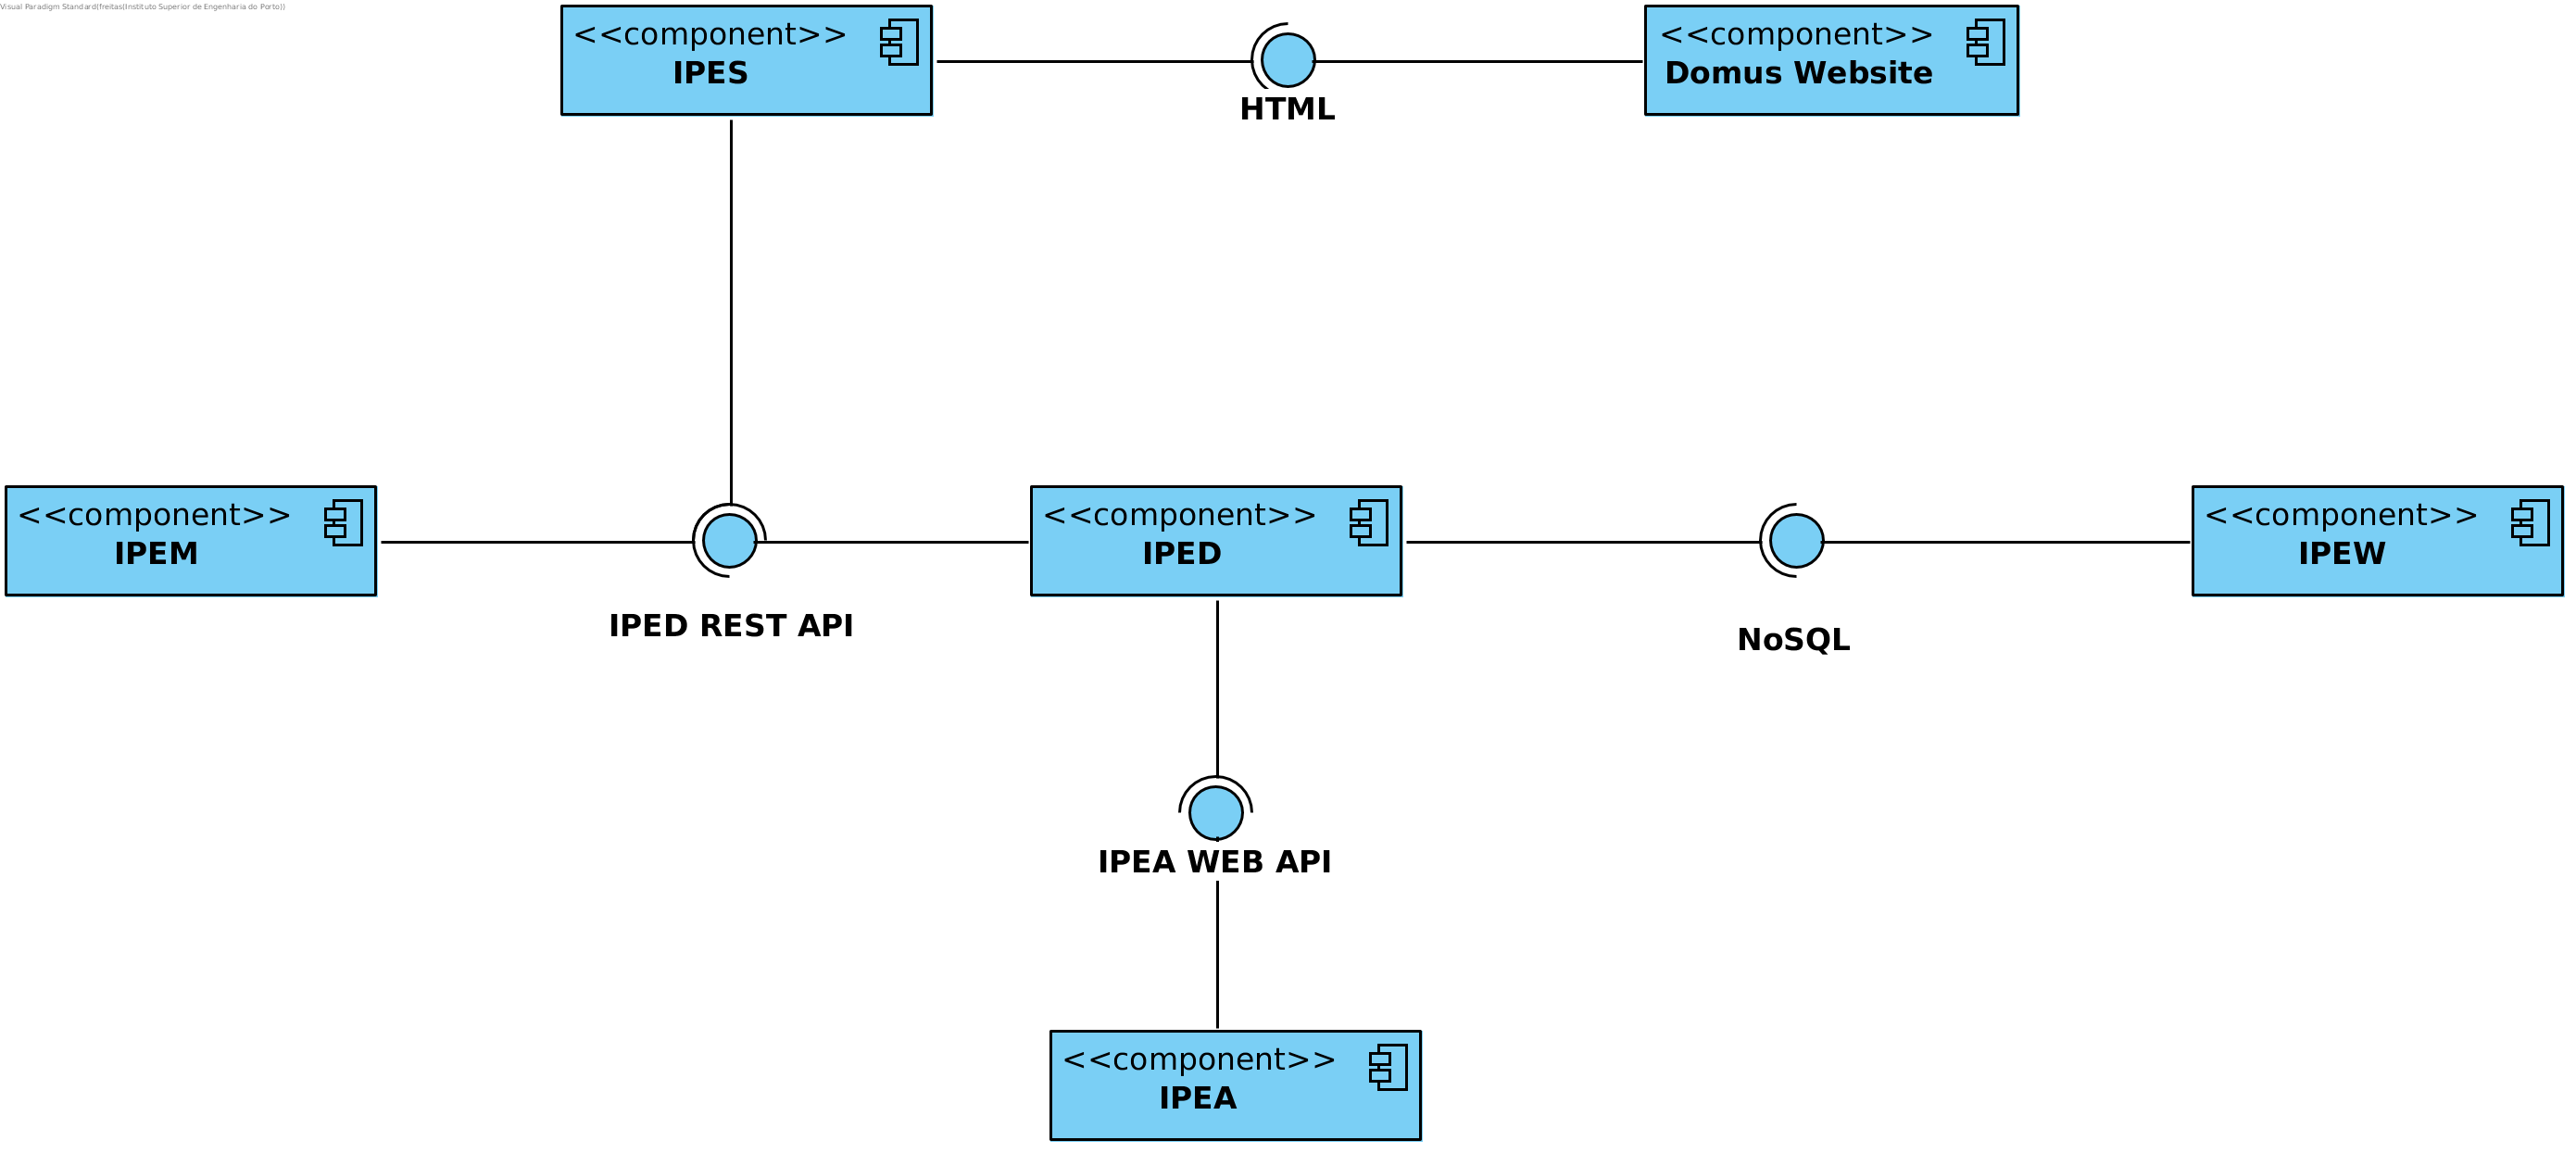 Visual Paradigm Standard(freitas(Instituto Superior de Engenharia do Porto))
<<component>>
IPES
HTML
<<component>>
Domus Website
<<component>>
IPEM
IPED REST API
<<component>>
IPED
NoSQL
<<component>>
IPEW
IPEA WEB API
<<component>>
IPEA